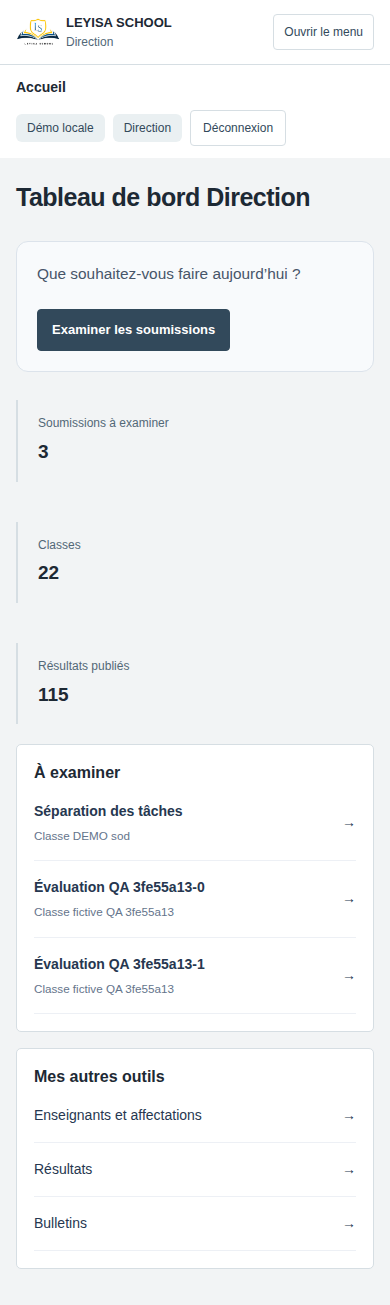 LEYISA SCHOOL
Direction
Ouvrir le menu
Accueil
Démo locale
Direction
Déconnexion
Tableau de bord Direction
Que souhaitez-vous faire aujourd’hui ?
Examiner les soumissions
Soumissions à examiner
3
Classes
22
Résultats publiés
115
À examiner
Séparation des tâches
Classe DEMO sod
→
Évaluation QA 3fe55a13-0
Classe fictive QA 3fe55a13
→
Évaluation QA 3fe55a13-1
Classe fictive QA 3fe55a13
→
Mes autres outils
Enseignants et affectations →
Résultats →
Bulletins →